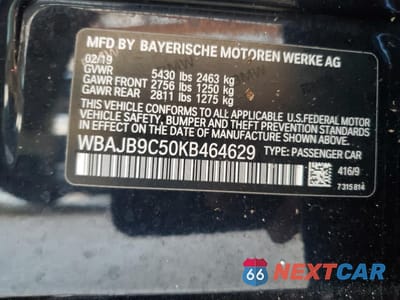 MFD BY BAYERISCHE MOTOREN WERKE AG
02/19
GVWR 5430 lbs 2463 kg
GAWR FRONT 2756 lbs 1250 kg
GAWR REAR 2811 lbs 1275 kg
THIS VEHICLE CONFORMS TO ALL APPLICABLE U.S.FEDERAL MOTOR
VEHICLE SAFETY, BUMPER, AND THEFT PREVENTION STANDARDS IN
EFFECT ON THE DATE OF MANUFACTURE SHOWN ABOVE.
WBAJB9C50KB464629 TYPE: PASSENGER CAR
416/9
7315814
66 NEXTCAR